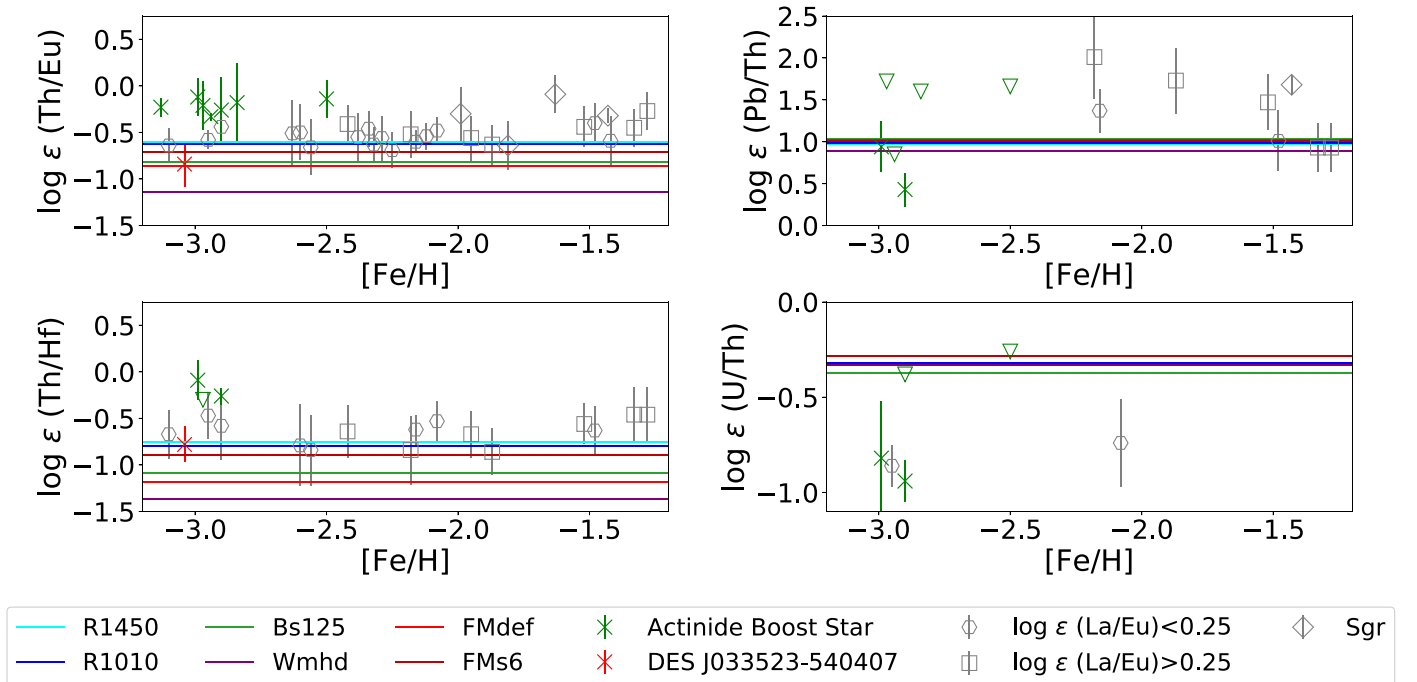 log ε (Th/Eu)
0.5
0.0
−0.5
−1.0
−1.5
−3.0 −2.5 −2.0 −1.5
[Fe/H]
log ε (Pb/Th)
2.5
2.0
1.5
1.0
0.5
0.0
−3.0 −2.5 −2.0 −1.5
[Fe/H]
log ε (Th/Hf)
0.5
0.0
−0.5
−1.0
−1.5
−3.0 −2.5 −2.0 −1.5
[Fe/H]
log ε (U/Th)
0.0
−0.5
−1.0
−3.0 −2.5 −2.0 −1.5
[Fe/H]
R1450 Bs125 FMdef Actinide Boost Star log ε (La/Eu)<0.25 Sgr
R1010 Wmhd FMs6 DES J033523-540407 log ε (La/Eu)>0.25